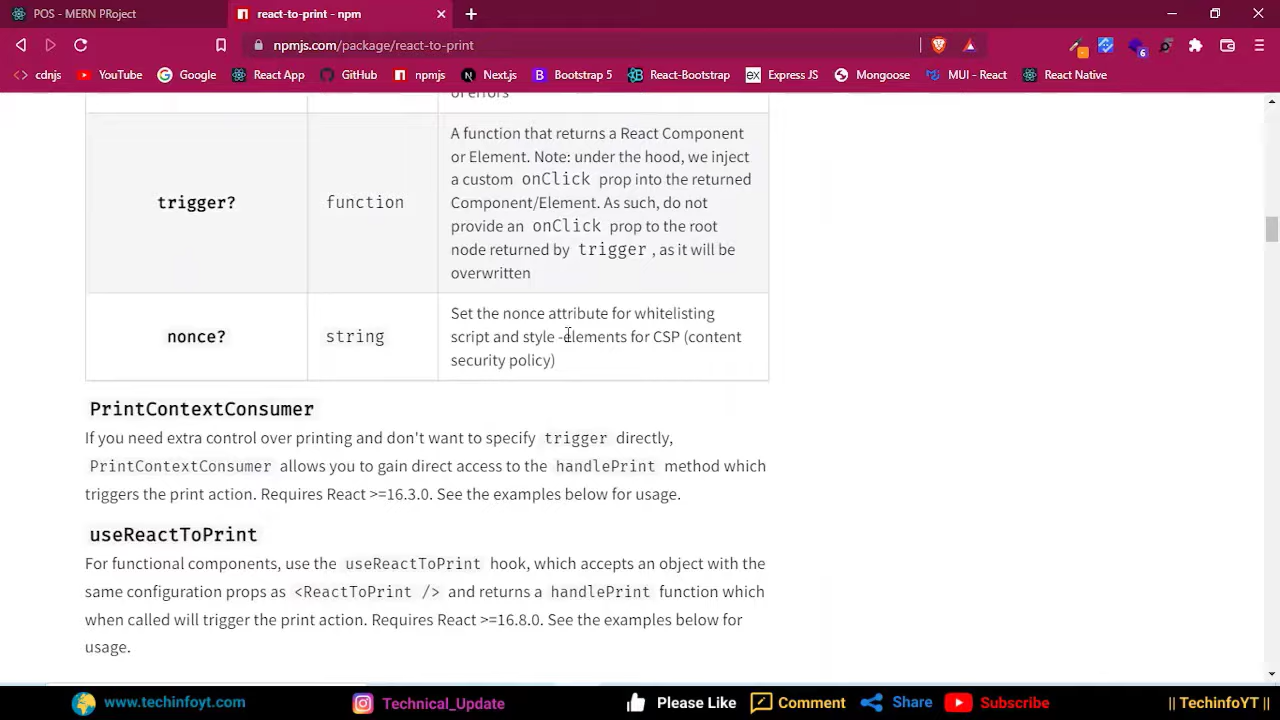 POS - MERN PRoject
react-to-print - npm
npmjs.com/package/react-to-print
6
cdnjs
YouTube
Google
React App
GitHub
npmjs
Next.js
B Bootstrap 5
React-Bootstrap
ex Express JS
Mongoose
MUI - React
React Native
of errors
trigger?
function
A function that returns a React Component
or Element. Note: under the hood, we inject
a custom onClick prop into the returned
Component/Element. As such, do not
provide an onClick prop to the root
node returned by trigger , as it will be
overwritten
nonce?
string
Set the nonce attribute for whitelisting
script and style -elements for CSP (content
security policy)
PrintContextConsumer
If you need extra control over printing and don't want to specify trigger directly,
PrintContextConsumer allows you to gain direct access to the handlePrint method which
triggers the print action. Requires React >=16.3.0. See the examples below for usage.
useReactToPrint
For functional components, use the useReactToPrint hook, which accepts an object with the
same configuration props as <ReactToPrint /> and returns a handlePrint function which
when called will trigger the print action. Requires React >=16.8.0. See the examples below for
usage.
www.techinfoyt.com
Technical_Update
Please Like
Comment
Share
Subscribe
|| TechinfoYT ||